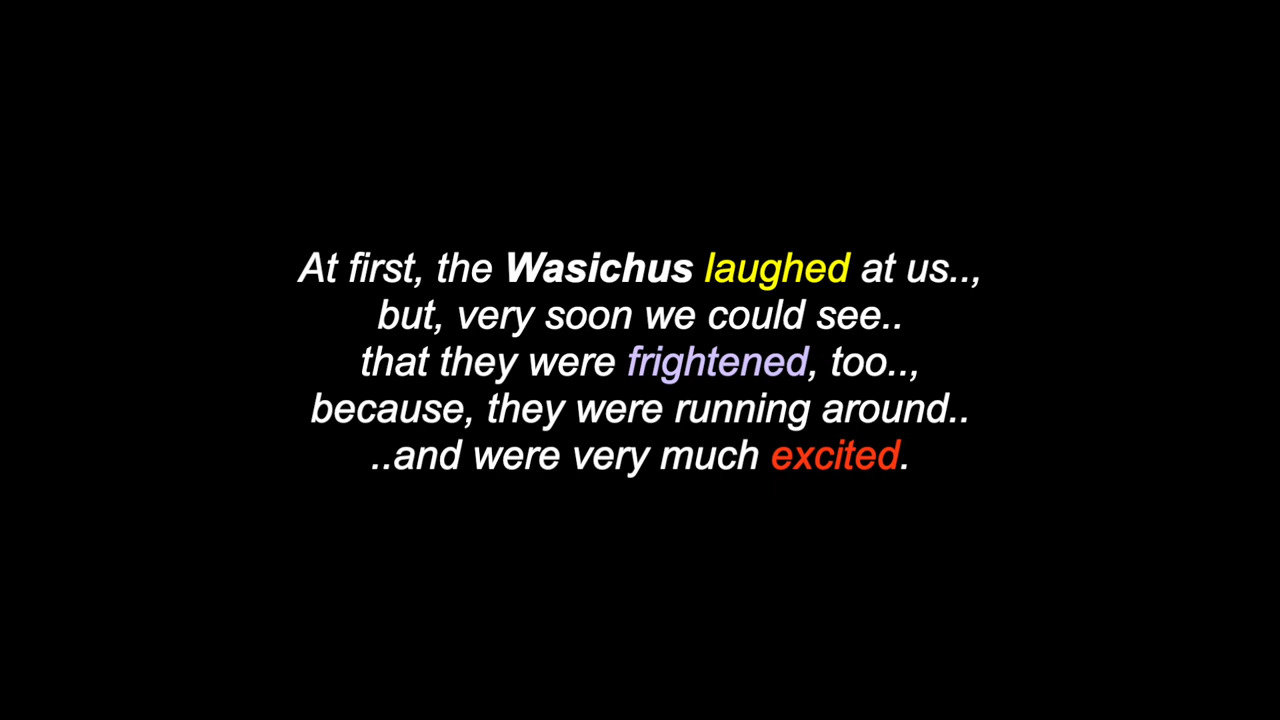 At first, the Wasichus laughed at us..,
but, very soon we could see..
that they were frightened, too..,
because, they were running around..
..and were very much excited.